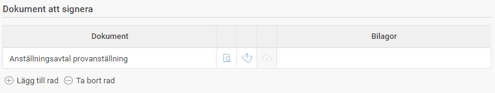 Dokument att signera
Dokument Bilagor
Anställningsavtal provanställning
Lägg till rad Ta bort rad